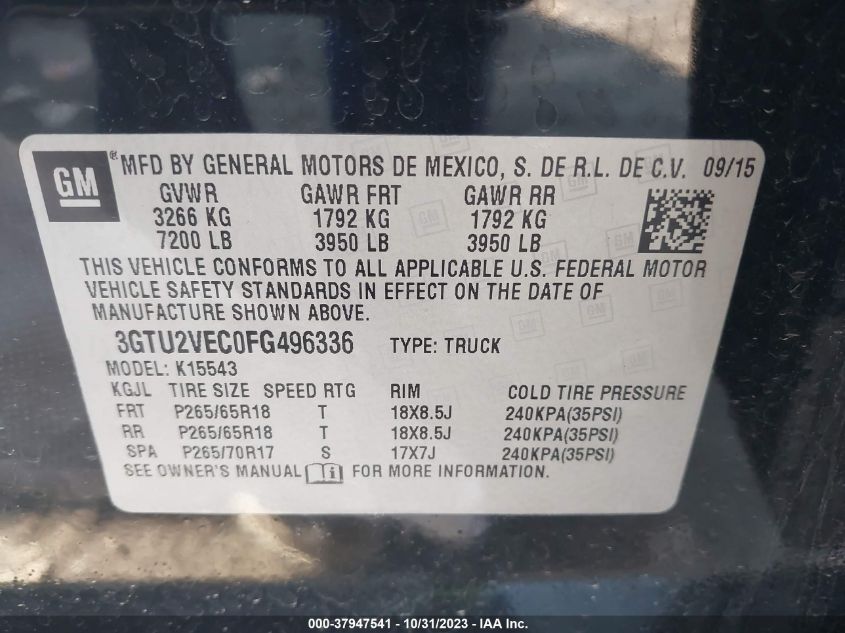 GM® MFD BY GENERAL MOTORS DE MEXICO, S. DE R.L. DE C.V. 09/15
GVWR GAWR FRT GAWR RR
3266 KG 1792 KG 1792 KG
7200 LB 3950 LB 3950 LB
THIS VEHICLE CONFORMS TO ALL APPLICABLE U.S. FEDERAL MOTOR
VEHICLE SAFETY STANDARDS IN EFFECT ON THE DATE OF
MANUFACTURE SHOWN ABOVE.
3GTU2VEC0FG496336 TYPE: TRUCK
MODEL: K15543
KGJL TIRE SIZE SPEED RTG RIM COLD TIRE PRESSURE
FRT P265/65R18 T 18X8.5J 240KPA(35PSI)
RR P265/65R18 T 18X8.5J 240KPA(35PSI)
SPA P265/70R17 S 17X7J 240KPA(35PSI)
SEE OWNER'S MANUAL i FOR MORE INFORMATION.
000-37947541 - 10/31/2023 - IAA Inc.